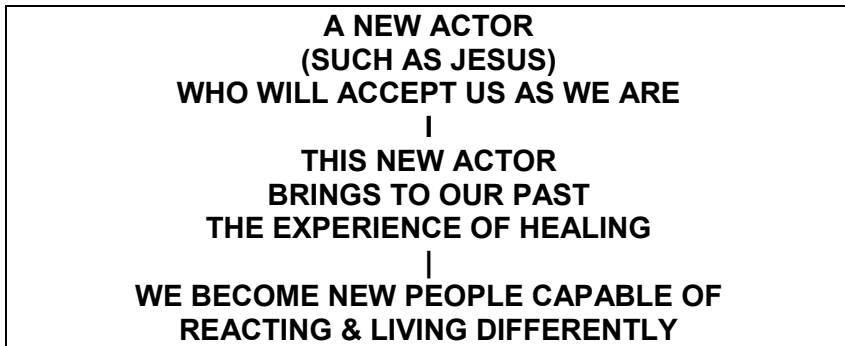 A NEW ACTOR
(SUCH AS JESUS)
WHO WILL ACCEPT US AS WE ARE
I
THIS NEW ACTOR
BRINGS TO OUR PAST
THE EXPERIENCE OF HEALING
|
WE BECOME NEW PEOPLE CAPABLE OF
REACTING & LIVING DIFFERENTLY